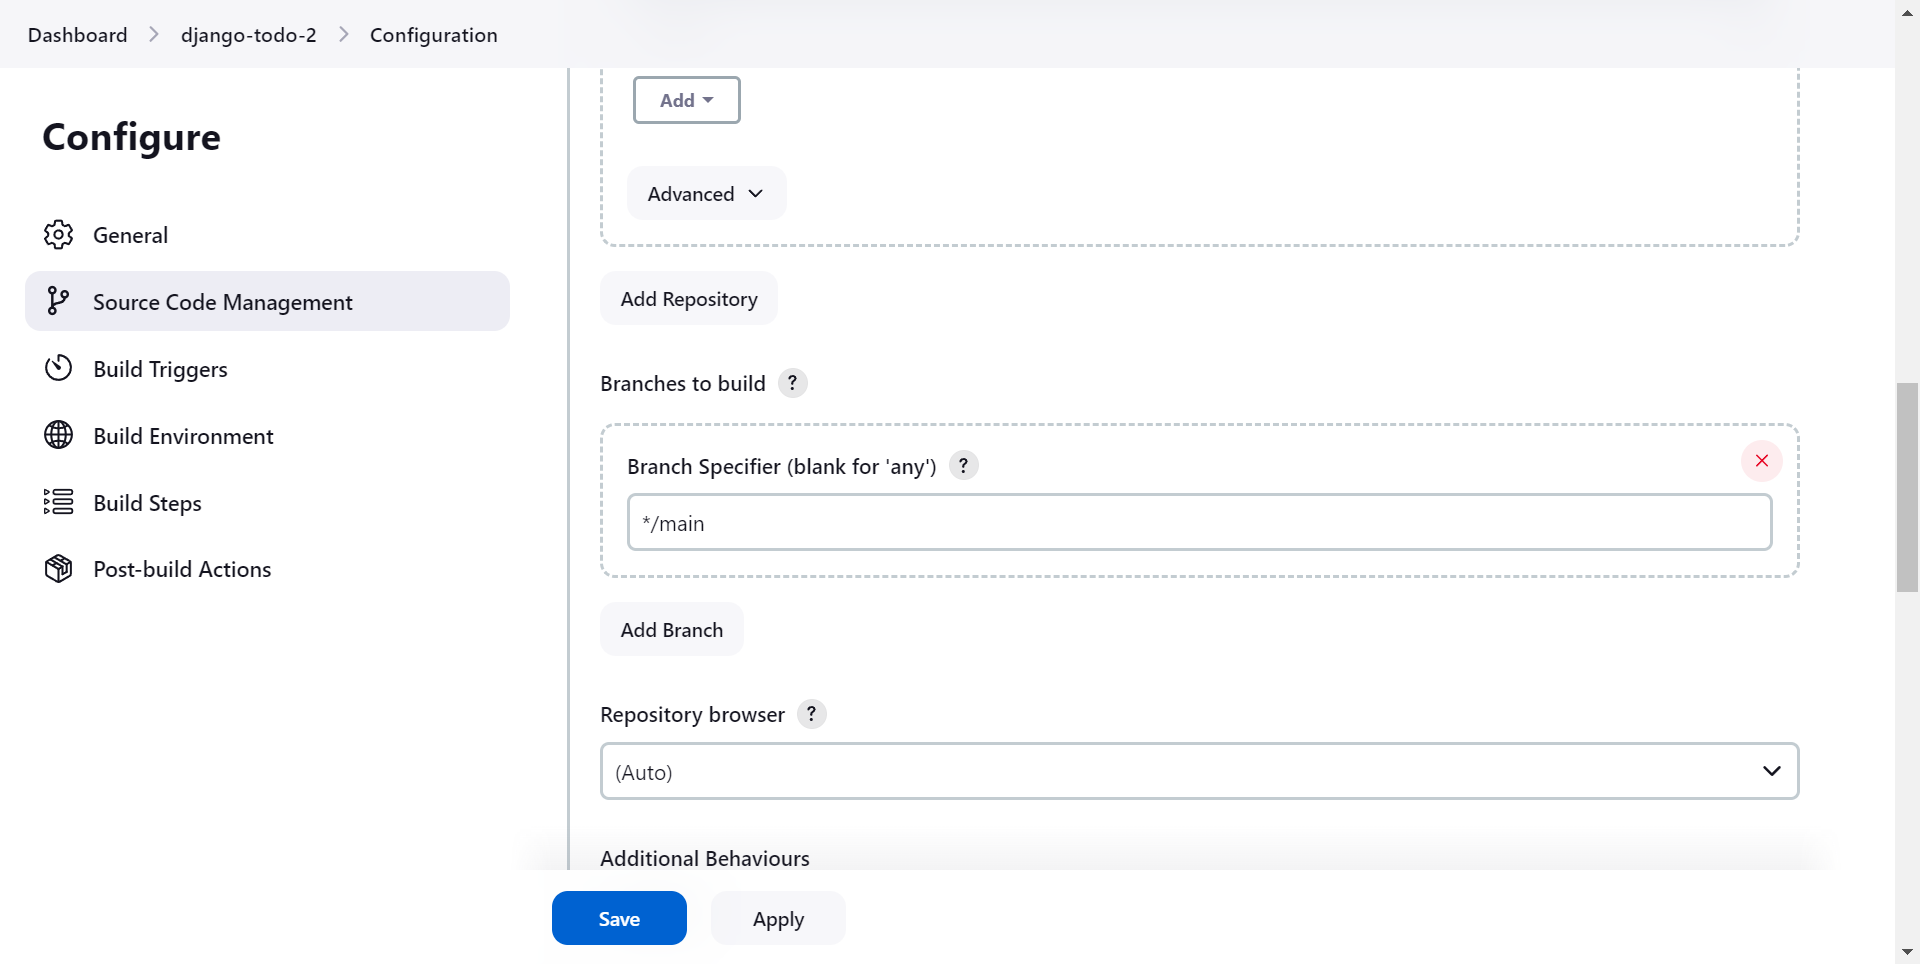 Dashboard > django-todo-2 > Configuration
Configure
General
Source Code Management
Build Triggers
Build Environment
Build Steps
Post-build Actions
Add
Advanced
Add Repository
Branches to build ?
Branch Specifier (blank for 'any') ?
*/main
Add Branch
Repository browser ?
(Auto)
Additional Behaviours
Save Apply